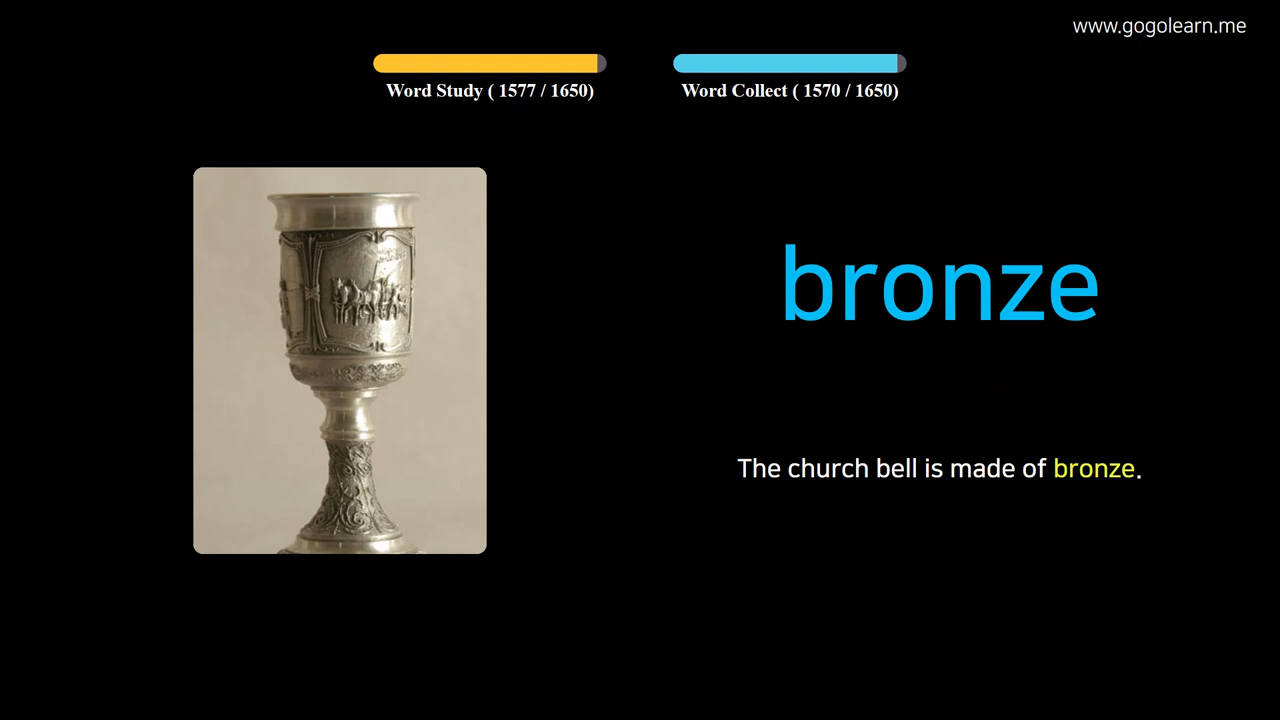 www.gogolearn.me
Word Study ( 1577 / 1650)
Word Collect ( 1570 / 1650)
bronze
The church bell is made of bronze.